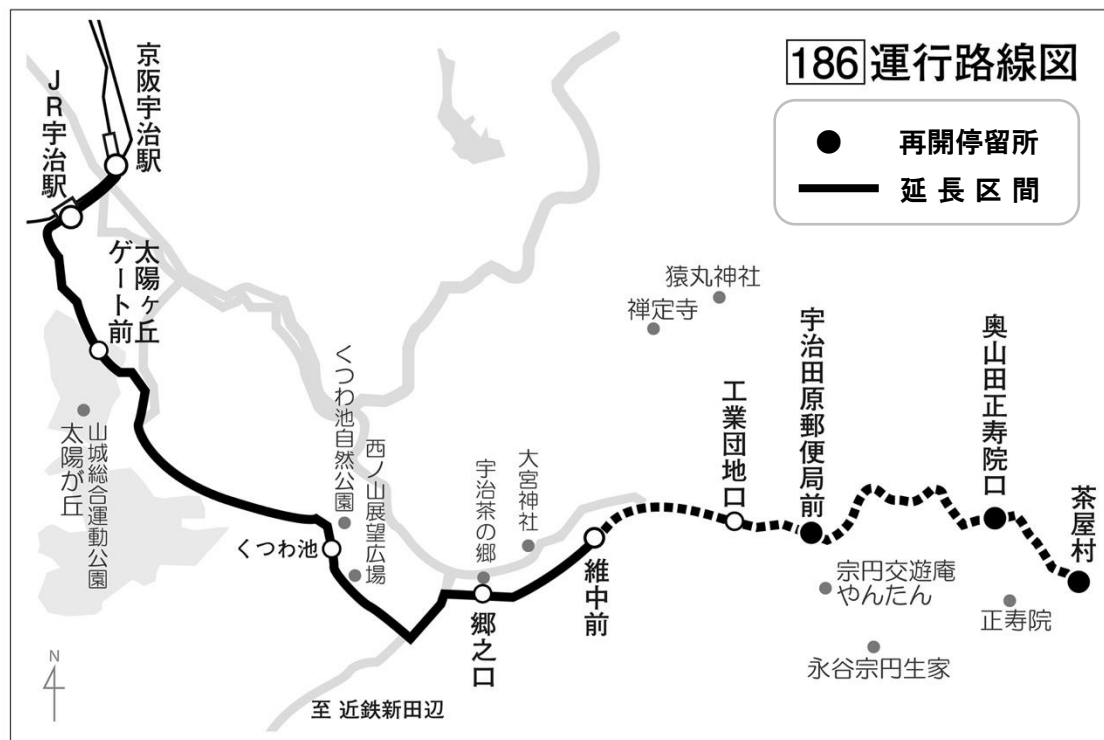 186 運行路線図
再開停留所
延長区間
京阪宇治駅
JR宇治駅
太陽ヶ丘
ゲート前
山城総合運動公園
太陽が丘
くつわ池自然公園
くつわ池
西ノ山展望広場
宇治茶の郷
郷之口
大宮神社
維中前
禅定寺
猿丸神社
工業団地口
宇治田原郵便局前
宗円交遊庵
やんたん
永谷宗円生家
奥山田正寿院口
正寿院
茶屋村
至 近鉄新田辺
N